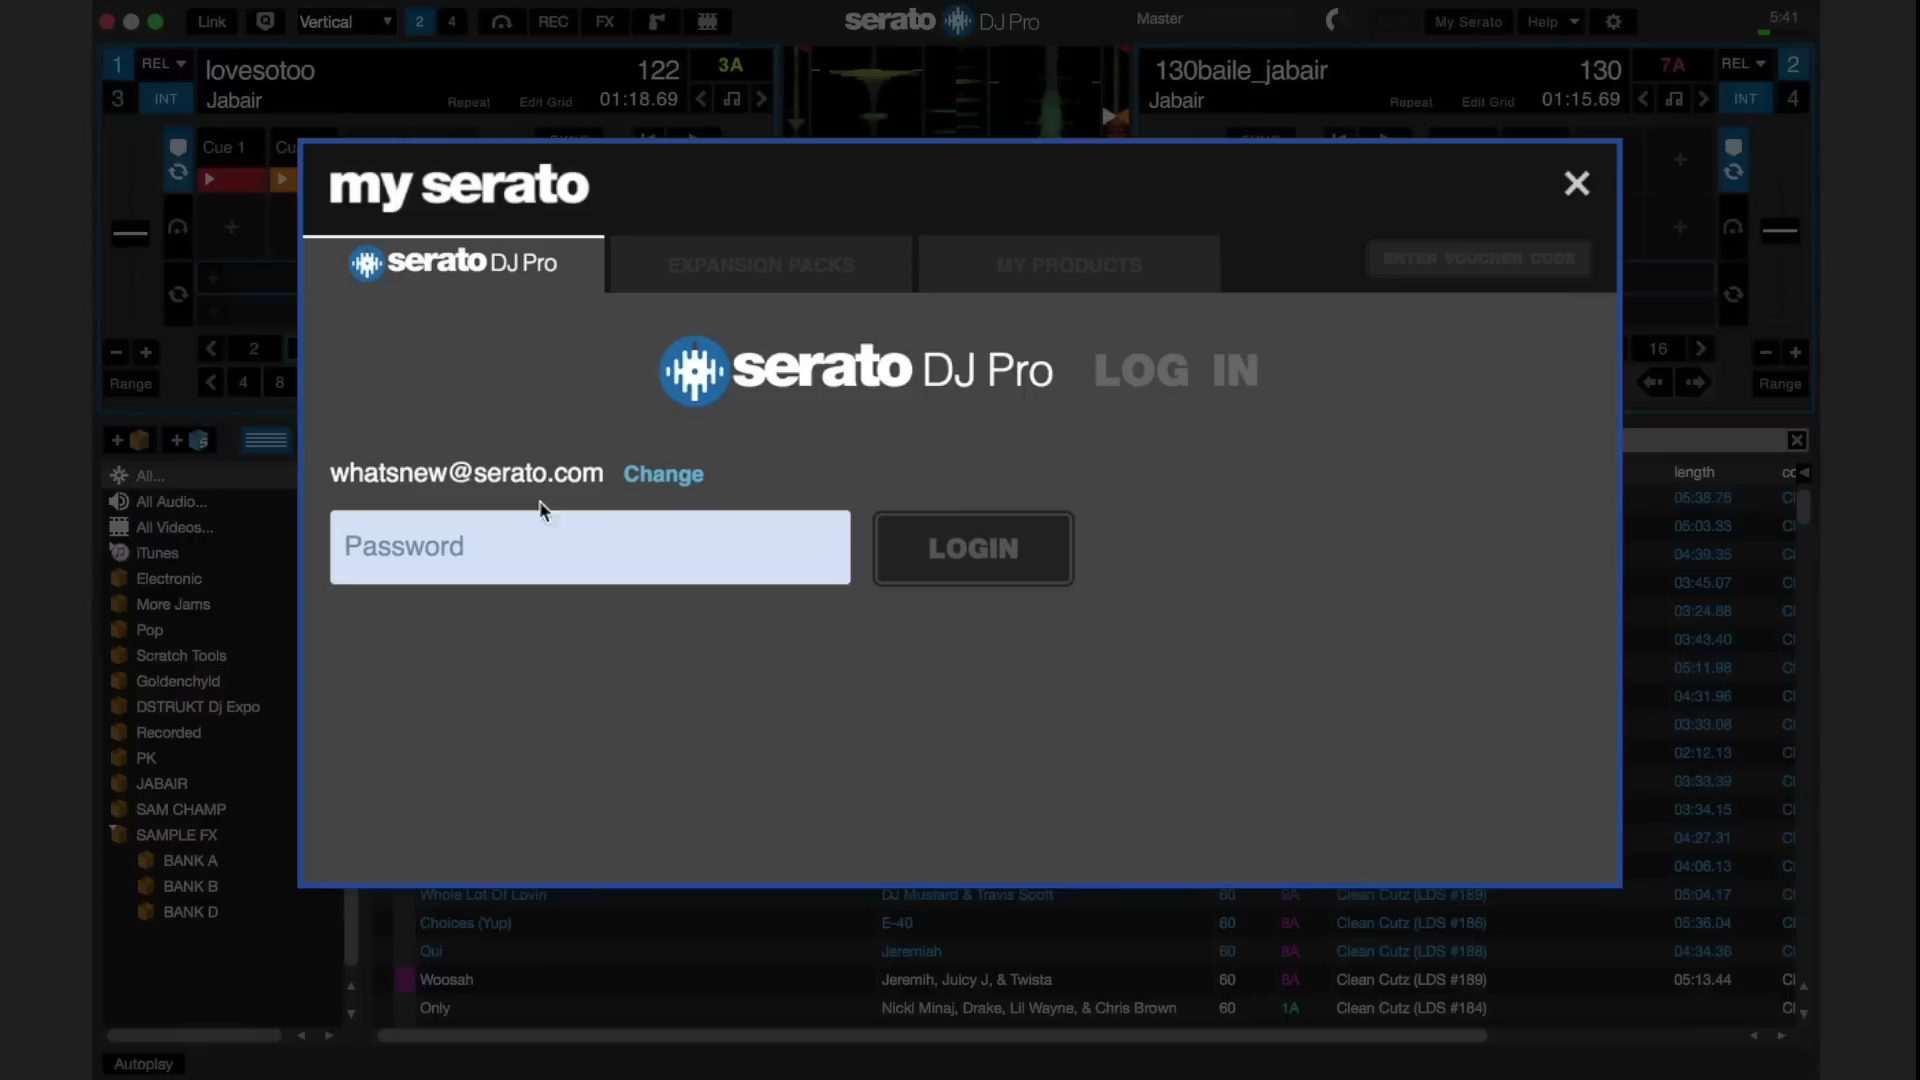 Link
Vertical
2
4
REC
FX
serato DJ Pro
Master
My Serato
Help
5:41
1
REL
lovesotoo
122
3A
3
INT
Jabair
Repeat
Edit Grid
01:18.69
130baile_jabair
130
7A
REL
2
Jabair
Repeat
Edit Grid
01:15.69
INT
4
Cue 1
my serato
serato DJ Pro
EXPANSION PACKS
MY PRODUCTS
ENTER VOUCHER CODE
serato DJ Pro LOG IN
whatsnew@serato.com Change
Password
LOGIN
2
Range
4
8
16
Range
All...
All Audio...
All Videos...
iTunes
Electronic
More Jams
Pop
Scratch Tools
Goldenchyld
DSTRUKT Dj Expo
Recorded
PK
JABAIR
SAM CHAMP
SAMPLE FX
BANK A
BANK B
BANK D
length
05:38.76
05:03.33
04:39.35
03:45.07
03:24.88
03:43.40
05:11.98
04:31.96
03:33.08
02:12.13
03:33.39
03:34.15
04:27.31
04:06.13
Whole Lot Of Lovin DJ Mustard & Travis Scott 60 9A Clean Cutz (LDS #189) 05:04.17
Choices (Yup) E-40 60 8A Clean Cutz (LDS #186) 05:36.04
Oui Jeremiah 60 8A Clean Cutz (LDS #188) 04:34.36
Woosah Jeremih, Juicy J, & Twista 60 8A Clean Cutz (LDS #189) 05:13.44
Only Nicki Minaj, Drake, Lil Wayne, & Chris Brown 60 1A Clean Cutz (LDS #184)
Autoplay